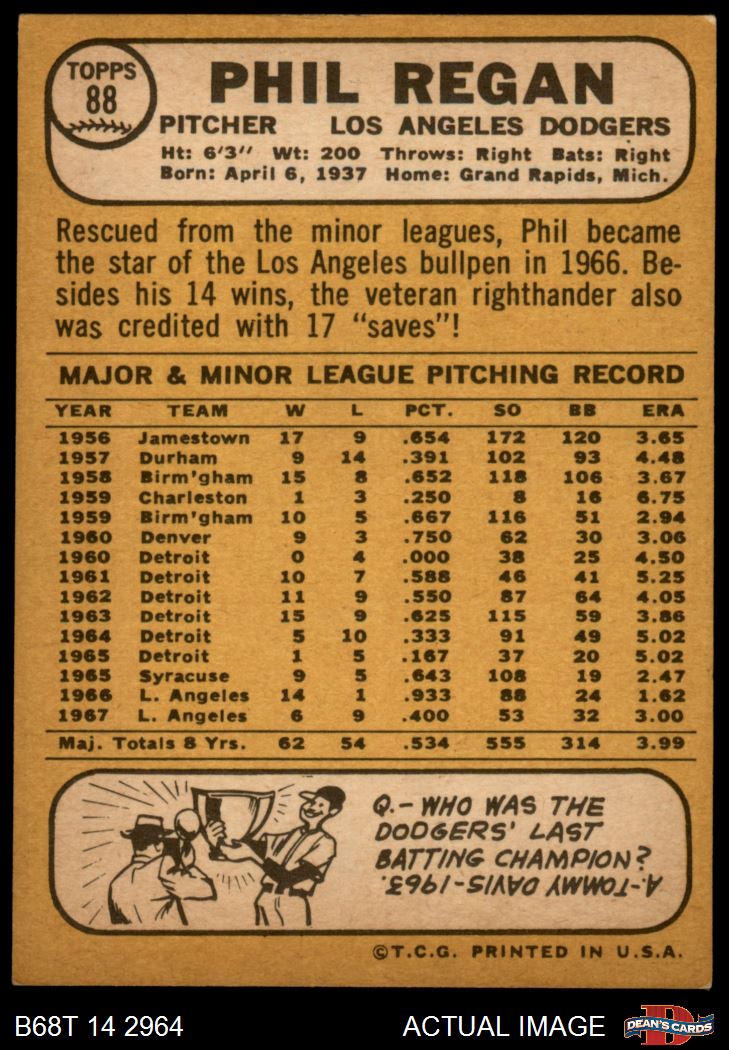 TOPPS
88
PHIL REGAN
PITCHER LOS ANGELES DODGERS
Ht: 6'3'' Wt: 200 Throws: Right Bats: Right
Born: April 6, 1937 Home: Grand Rapids, Mich.
Rescued from the minor leagues, Phil became
the star of the Los Angeles bullpen in 1966. Be-
sides his 14 wins, the veteran righthander also
was credited with 17 "saves"!
MAJOR & MINOR LEAGUE PITCHING RECORD
YEAR TEAM W L PCT. SO BB ERA
1956 Jamestown 17 9 .654 172 120 3.65
1957 Durham 9 14 .391 102 93 4.48
1958 Birm'gham 15 8 .652 118 106 3.67
1959 Charleston 1 3 .250 8 16 6.75
1959 Birm'gham 10 5 .667 116 51 2.94
1960 Denver 9 3 .750 62 30 3.06
1960 Detroit 0 4 .000 38 25 4.50
1961 Detroit 10 7 .588 46 41 5.25
1962 Detroit 11 9 .550 87 64 4.05
1963 Detroit 15 9 .625 115 59 3.86
1964 Detroit 5 10 .333 91 49 5.02
1965 Detroit 1 5 .167 37 20 5.02
1965 Syracuse 9 5 .643 108 19 2.47
1966 L. Angeles 14 1 .933 88 24 1.62
1967 L. Angeles 6 9 .400 53 32 3.00
Maj. Totals 8 Yrs. 62 54 .534 555 314 3.99
Q.- WHO WAS THE
DODGERS' LAST
BATTING CHAMPION?
A-TOMMY DAVIS-1963.
©T.C.G. PRINTED IN U.S.A.
B68T 14 2964 ACTUAL IMAGE
DEAN'S CARDS